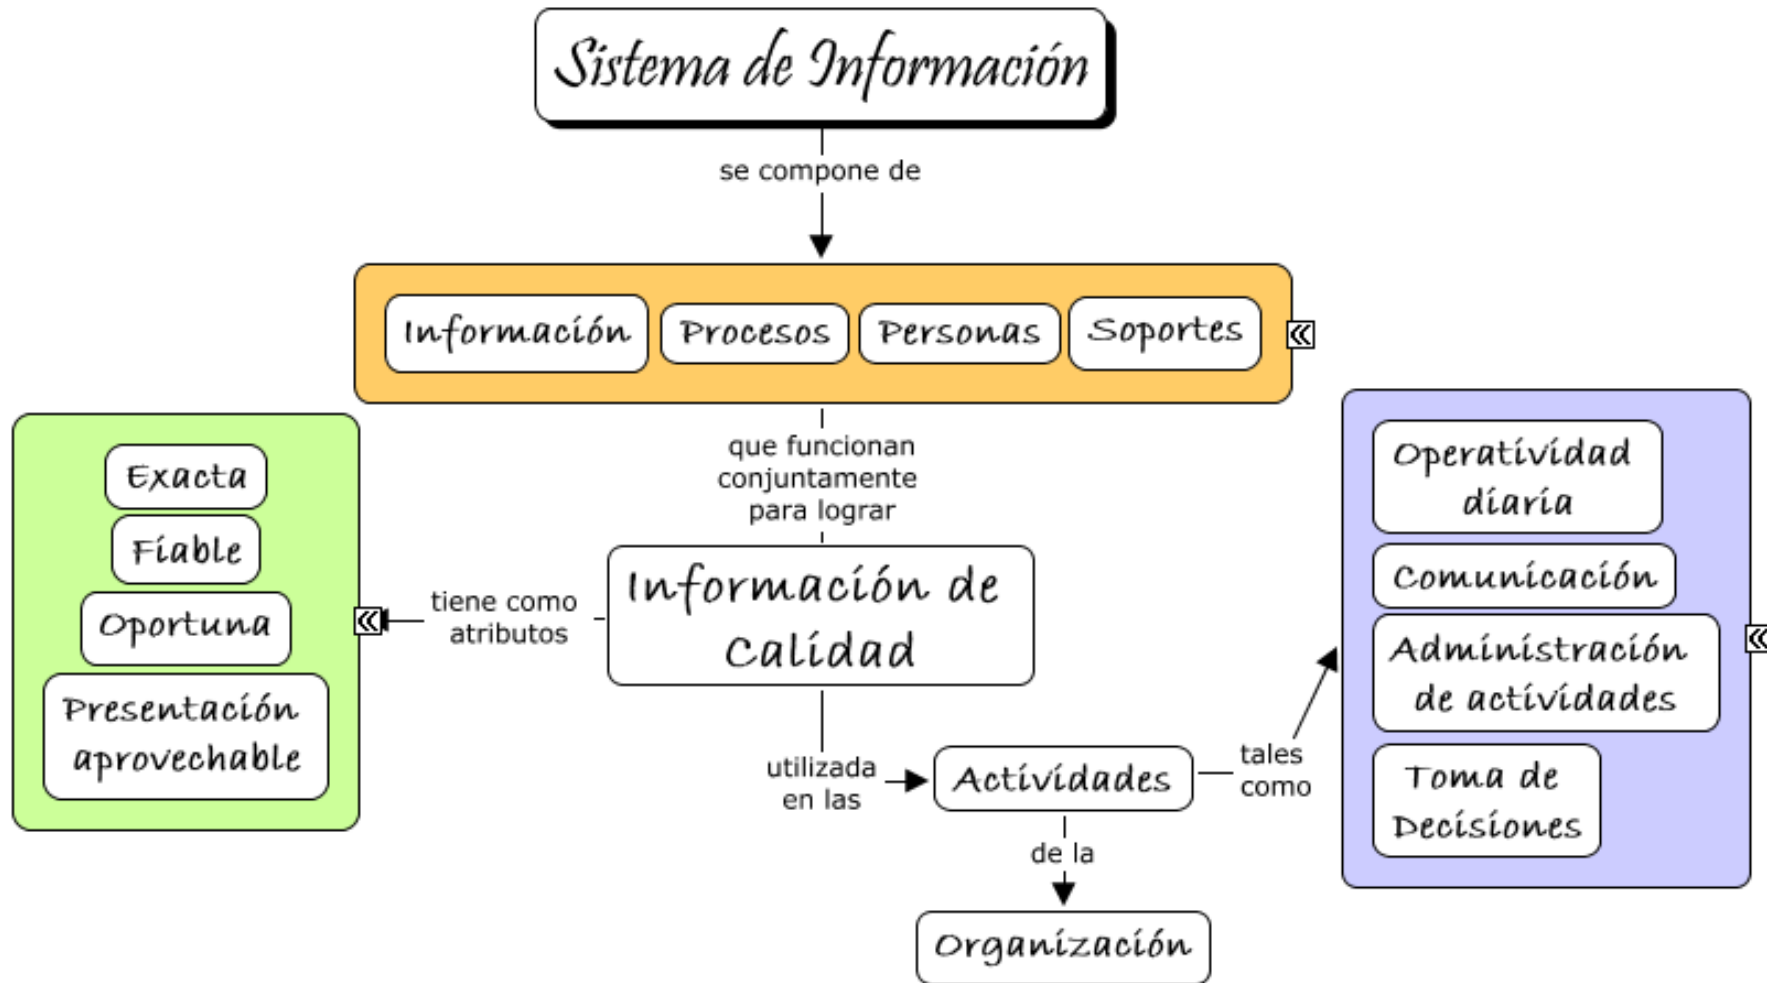 Sistema de Información
se compone de
Información
Procesos
Personas
Soportes
que funcionan
conjuntamente
para lograr
Información de
Calidad
tiene como
atributos
Exacta
Fiable
Oportuna
Presentación
aprovechable
utilizada
en las
Actividades
de la
Organización
tales
como
Operatividad
diaria
Comunicación
Administración
de actividades
Toma de
Decisiones